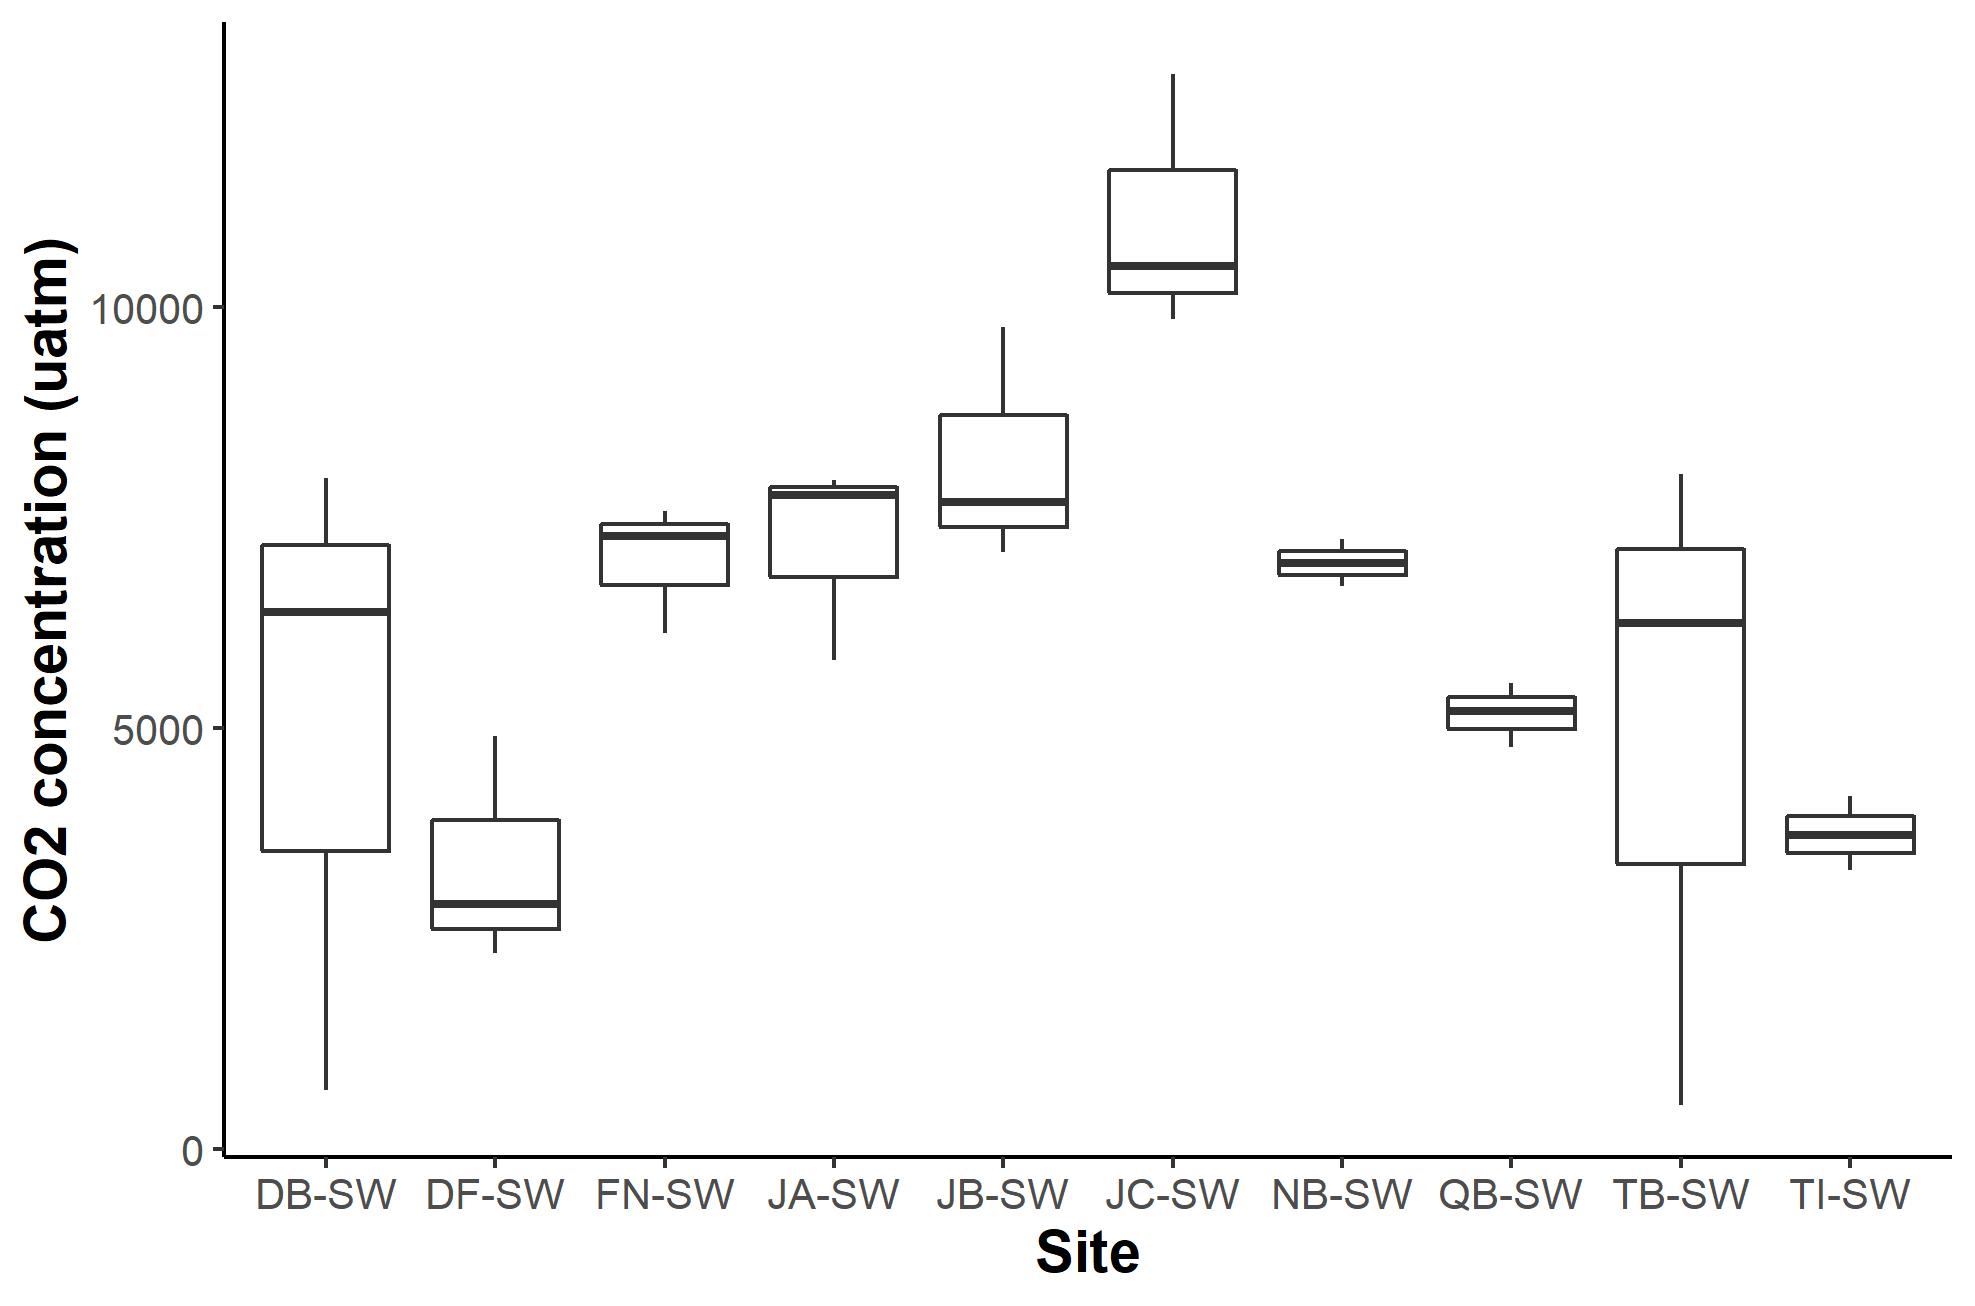 CO2 concentration (uatm)
10000
5000
0
DB-SW DF-SW FN-SW JA-SW JB-SW JC-SW NB-SW QB-SW TB-SW TI-SW
Site